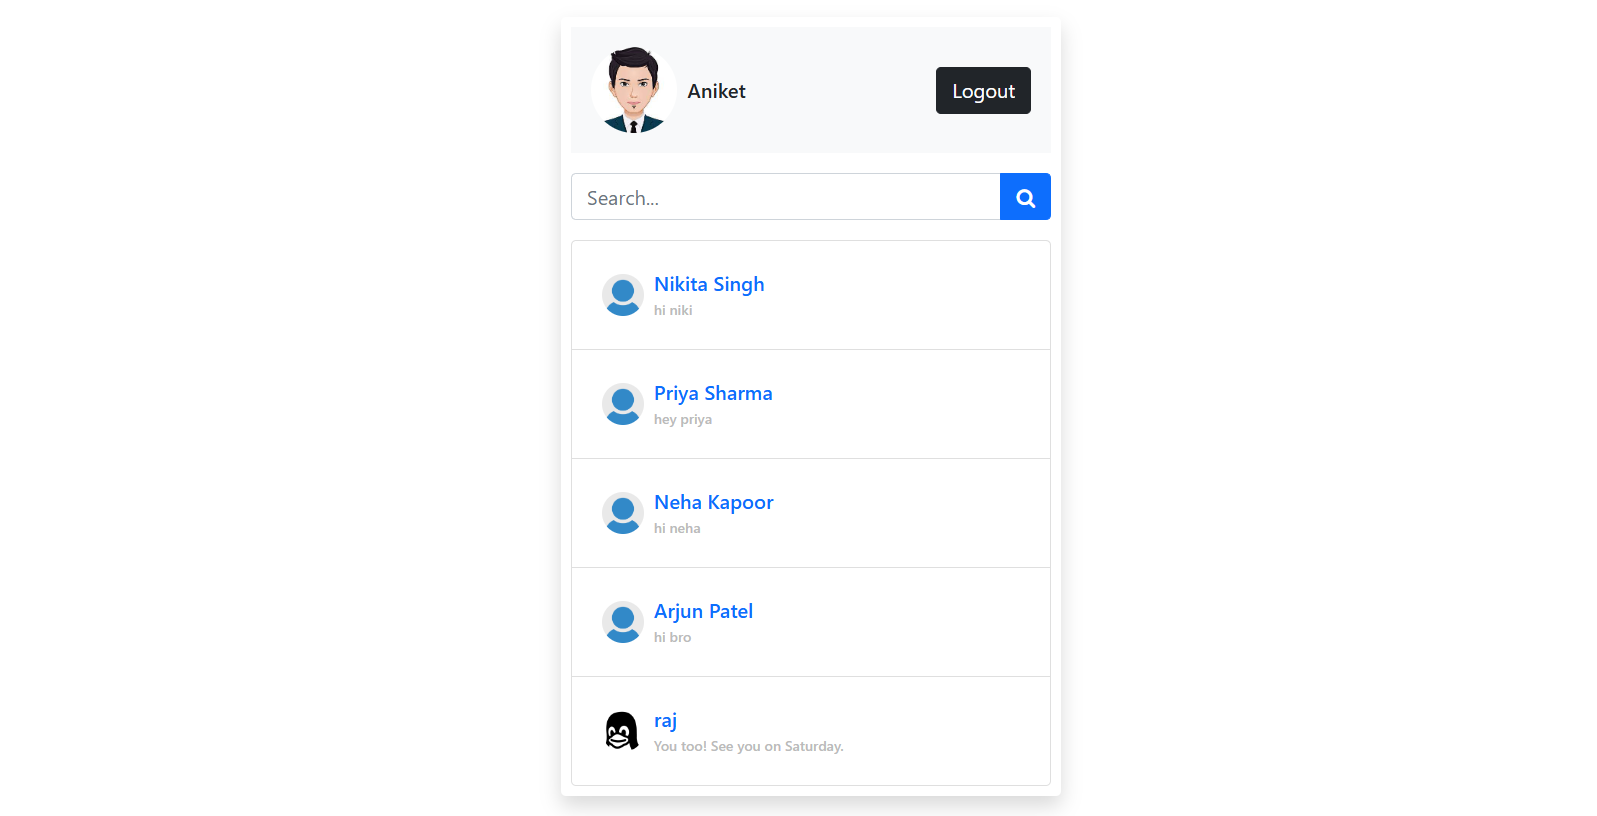 Aniket
Logout
Search...
Nikita Singh
hi niki
Priya Sharma
hey priya
Neha Kapoor
hi neha
Arjun Patel
hi bro
raj
You too! See you on Saturday.